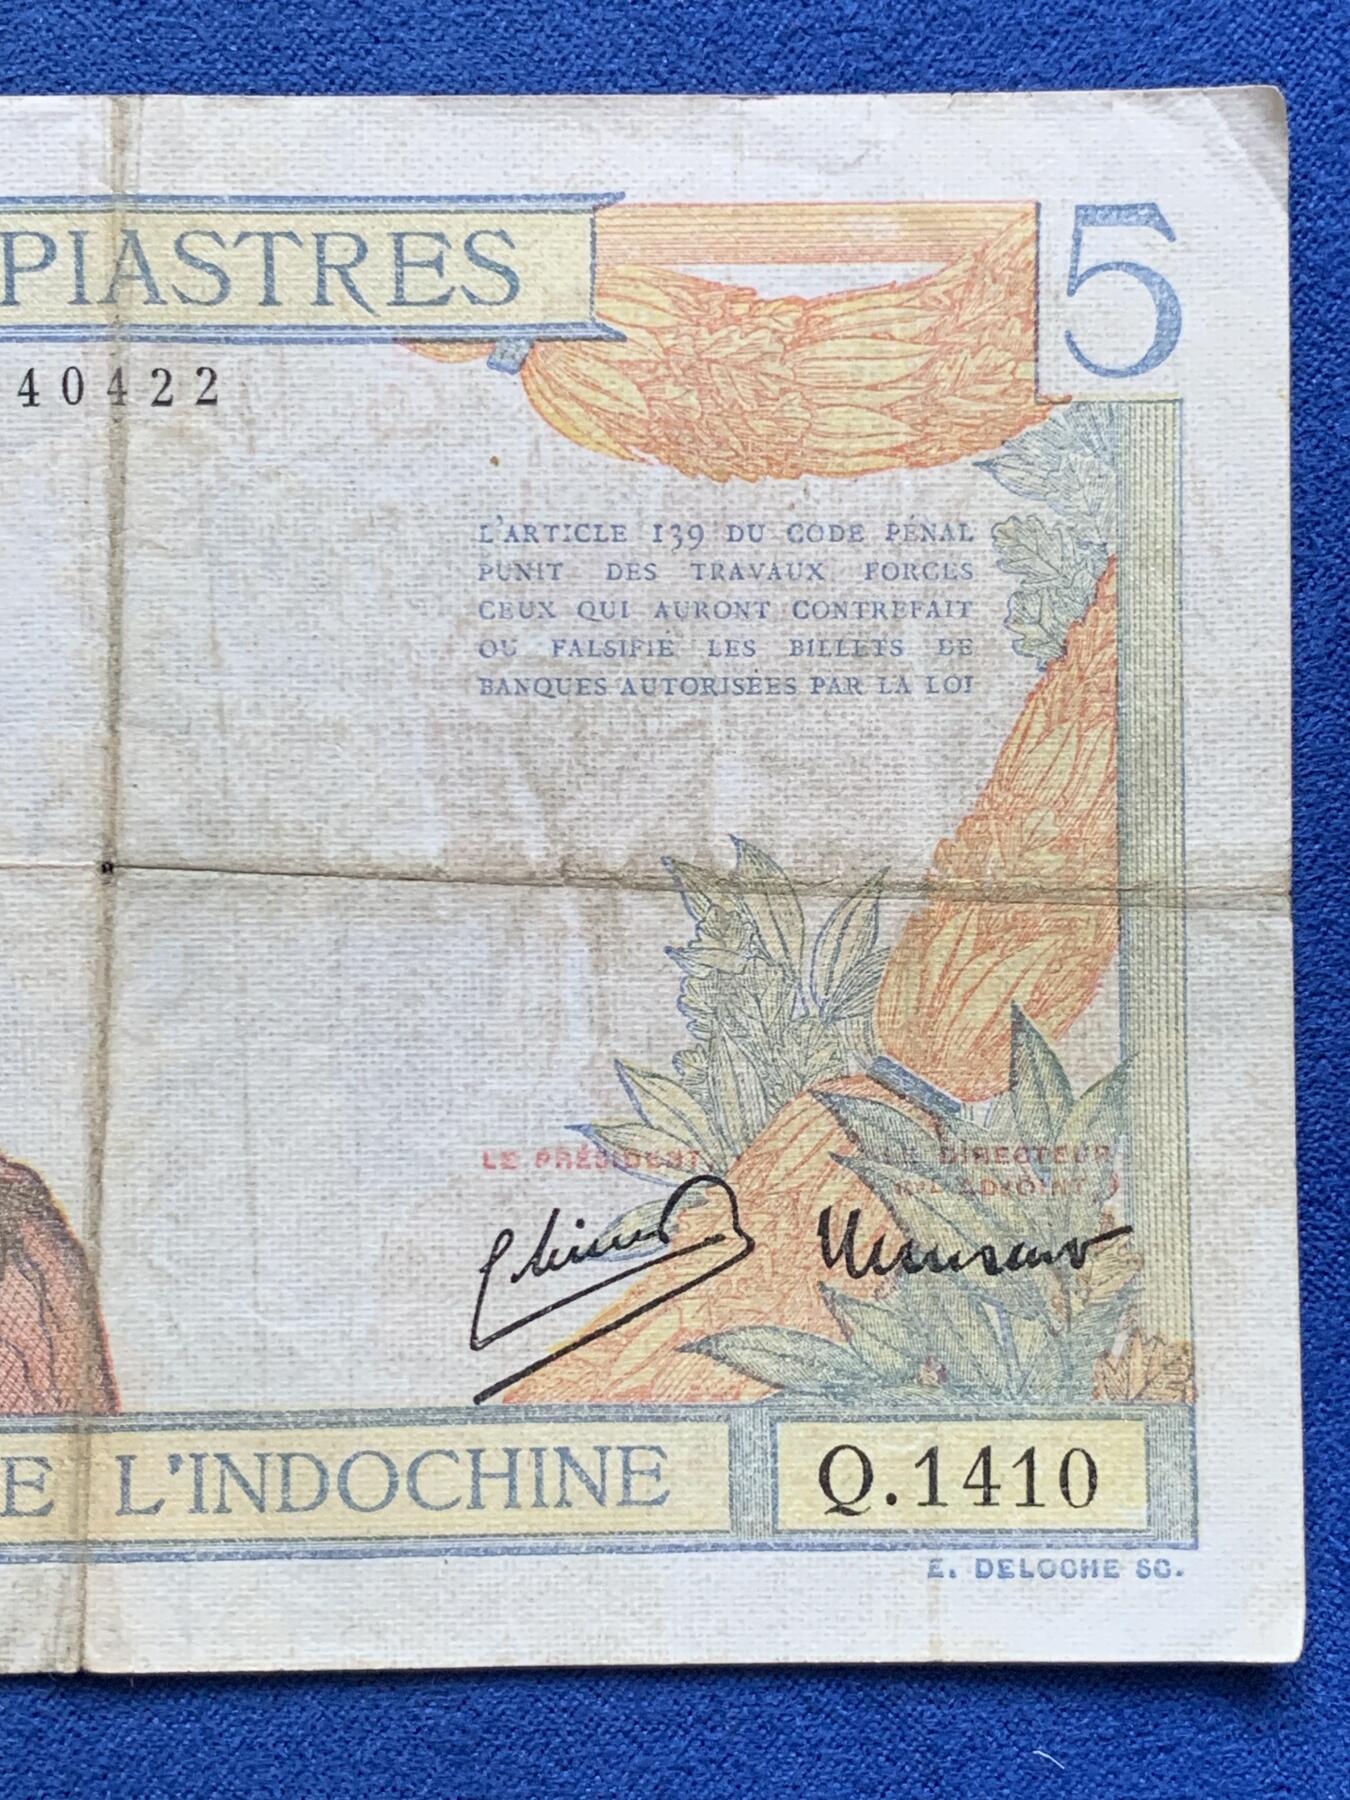 PIASTRES
5
40422
L'ARTICLE 139 DU CODE PÉNAL
PUNIT DES TRAVAUX FORCÉS
CEUX QUI AURONT CONTREFAIT
OU FALSIFIÉ LES BILLETS DE
BANQUES AUTORISÉES PAR LA LOI
LE PRÉSIDENT,
LE DIRECTEUR
ADJOINT,
E L'INDOCHINE
Q.1410
E. DELOCHE SC.